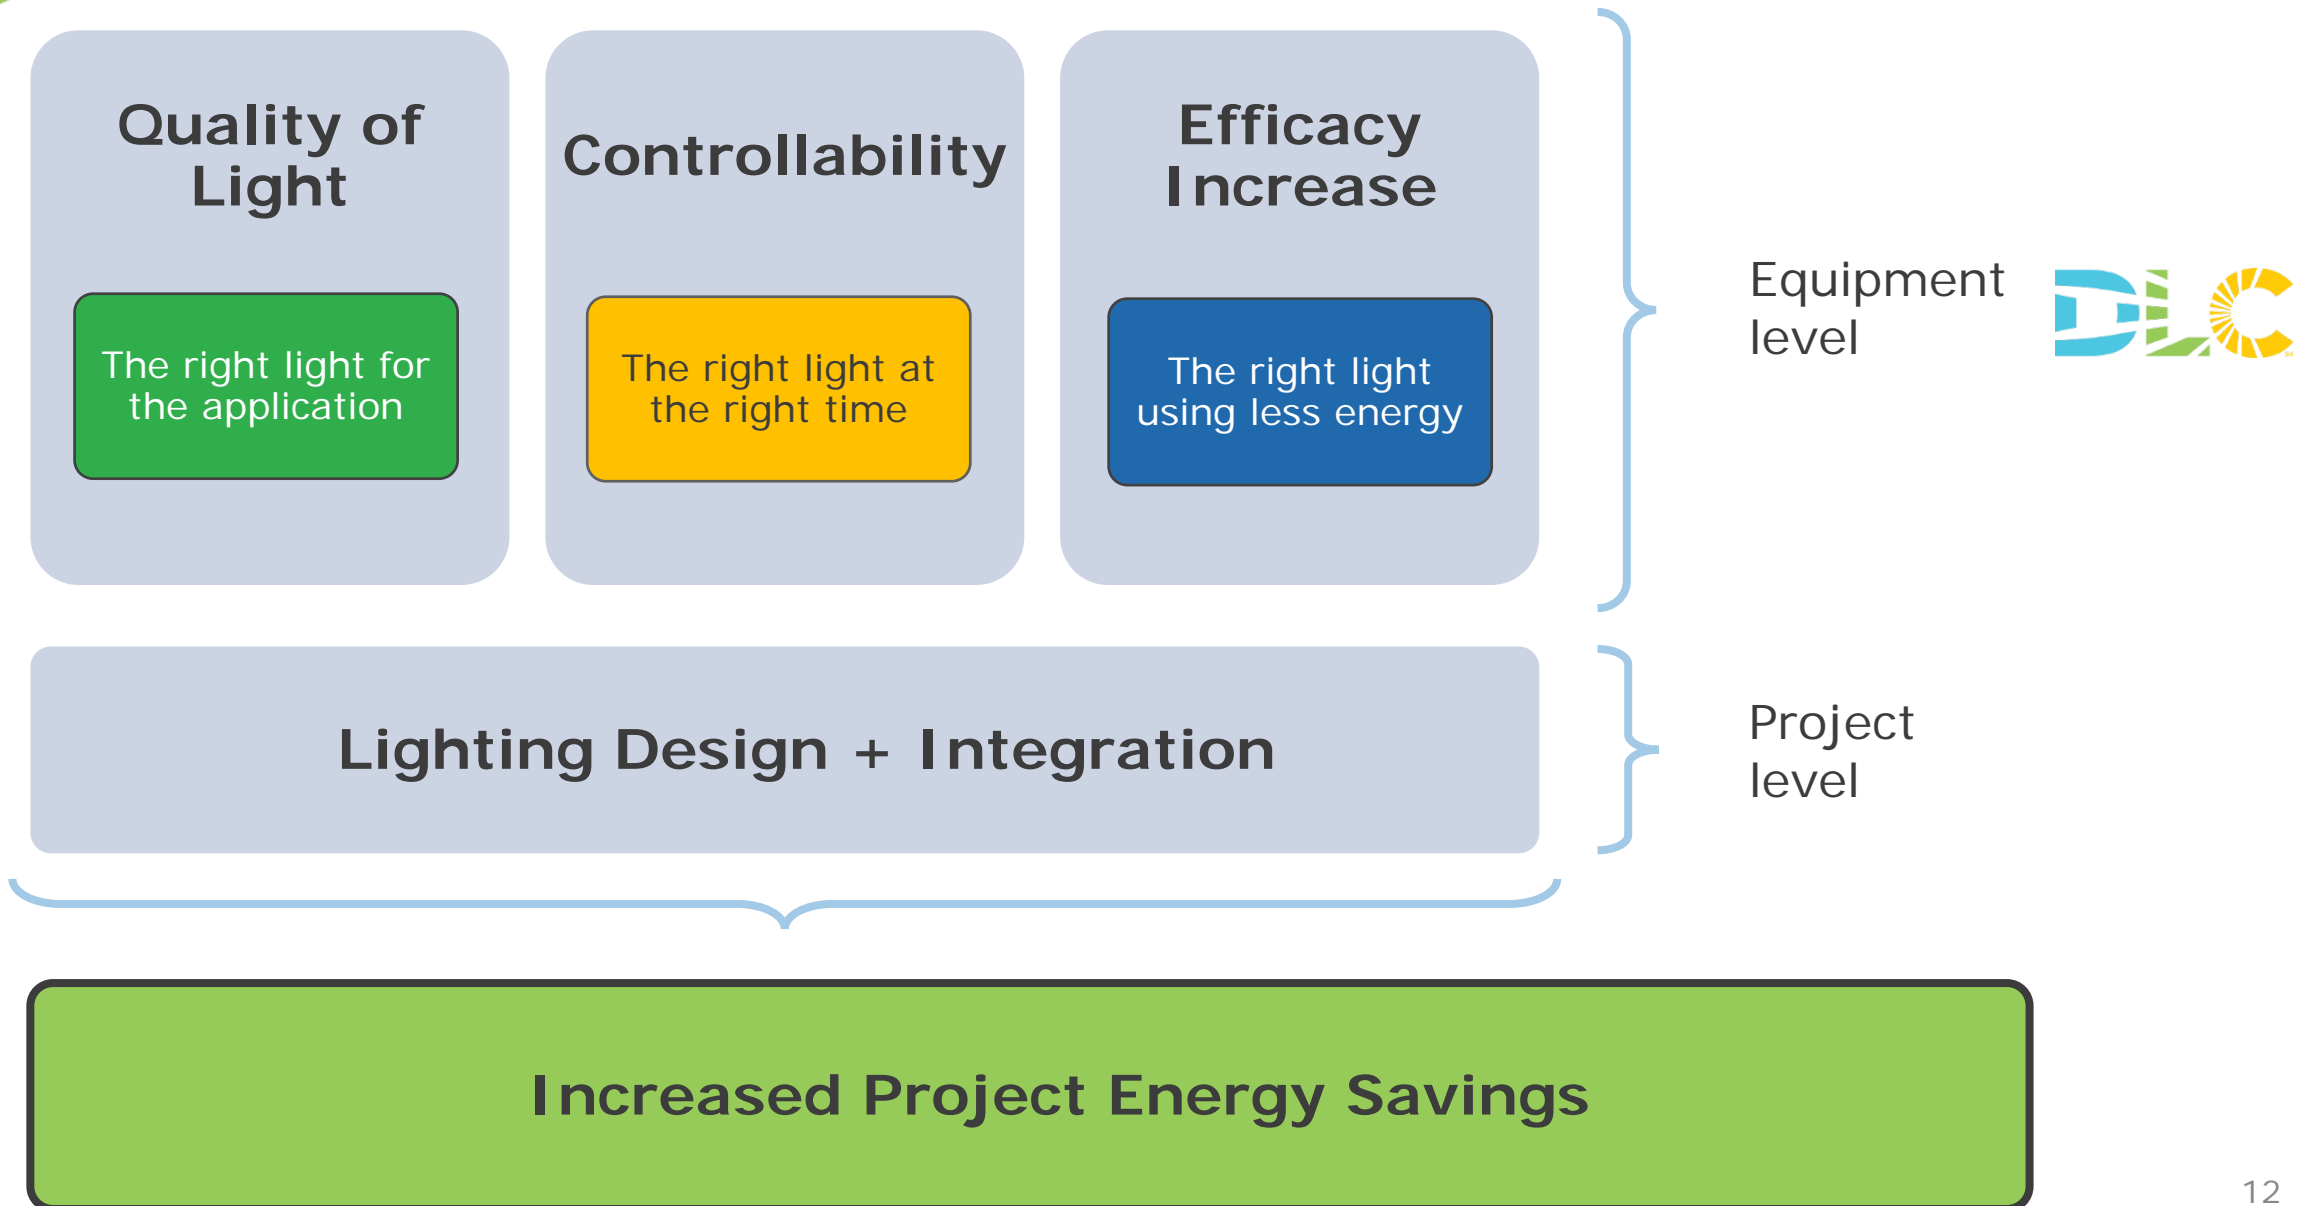 Quality of
Light
Controllability
Efficacy
Increase
The right light for
the application
The right light at
the right time
The right light
using less energy
Equipment
level
DLC
SM
Lighting Design + Integration
Project
level
Increased Project Energy Savings
12